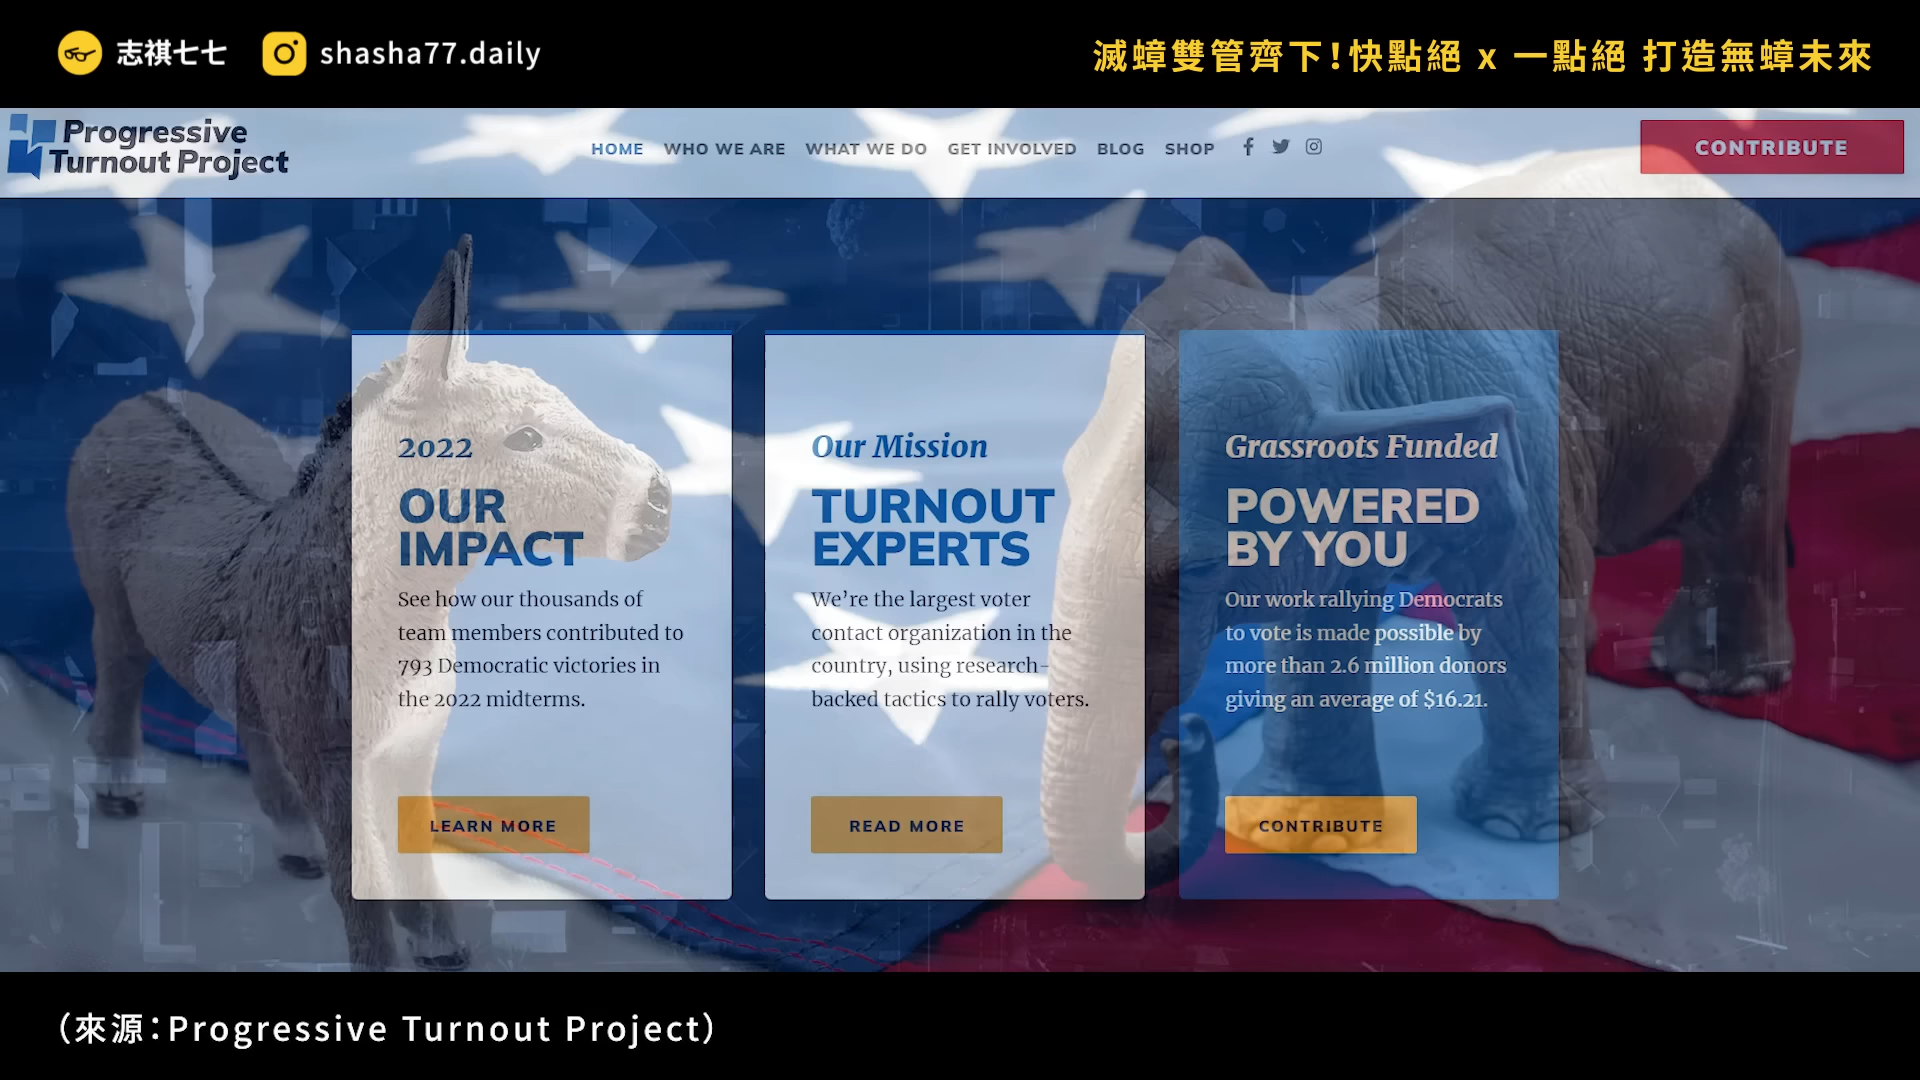 志祺七七
shasha77.daily
滅蟑雙管齊下!快點絕 x 一點絕 打造無蟑未來
Progressive
Turnout Project
HOME WHO WE ARE WHAT WE DO GET INVOLVED BLOG SHOP
CONTRIBUTE
2022
OUR
IMPACT
See how our thousands of
team members contributed to
793 Democratic victories in
the 2022 midterms.
LEARN MORE
Our Mission
TURNOUT
EXPERTS
We’re the largest voter
contact organization in the
country, using research-
backed tactics to rally voters.
READ MORE
Grassroots Funded
POWERED
BY YOU
Our work rallying Democrats
to vote is made possible by
more than 2.6 million donors
giving an average of $16.21.
CONTRIBUTE
(來源:Progressive Turnout Project)